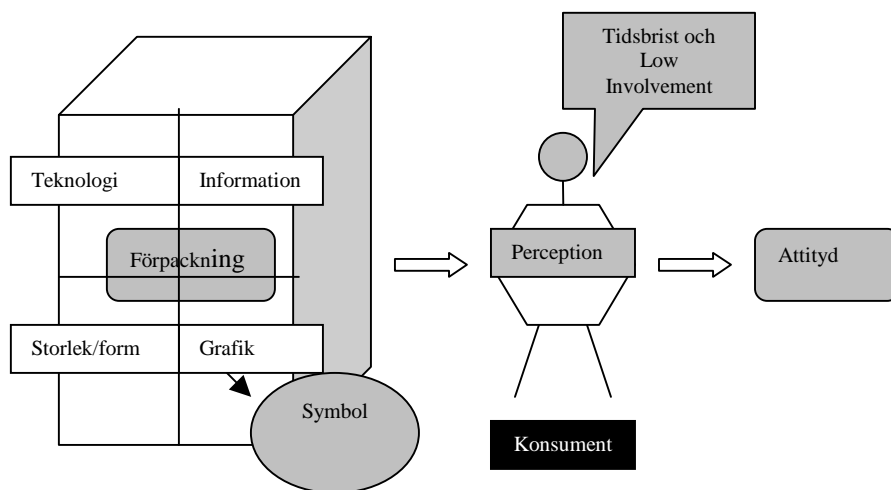 Tidsbrist och
Low
Involvement
Teknologi
Information
Förpackning
Perception
Attityd
Storlek/form
Grafik
Symbol
Konsument